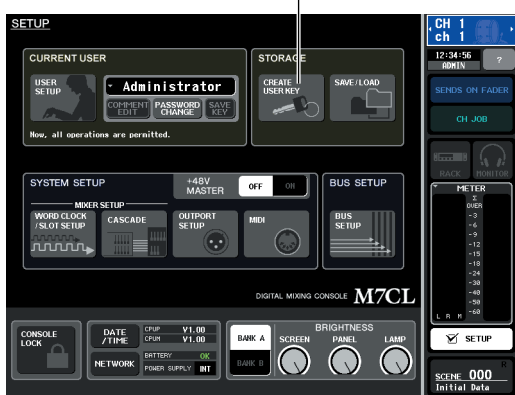 SETUP
CURRENT USER
USER
SETUP
Administrator
COMMENT
EDIT
PASSWORD
CHANGE
SAVE
KEY
Now, all operations are permitted.
STORAGE
CREATE
USER KEY
SAVE/LOAD
SYSTEM SETUP
+48V
MASTER
OFF
ON
MIXER SETUP
WORD CLOCK
/SLOT SETUP
CASCADE
OUTPORT
SETUP
MIDI
BUS SETUP
BUS
SETUP
DIGITAL MIXING CONSOLE M7CL
CONSOLE
LOCK
DATE
/TIME
CPUP V1.00
CPUM V1.00
NETWORK
BATTERY OK
POWER SUPPLY INT
BANK A
BANK B
BRIGHTNESS
SCREEN
PANEL
LAMP
CH 1
ch 1
12:34:56
ADMIN
?
SENDS ON FADER
CH JOB
RACK
MONITOR
METER
Σ
OVER
-3
-6
-9
-12
-15
-18
-24
-30
-40
-50
-60
L R M
SETUP
R
SCENE 000
Initial Data